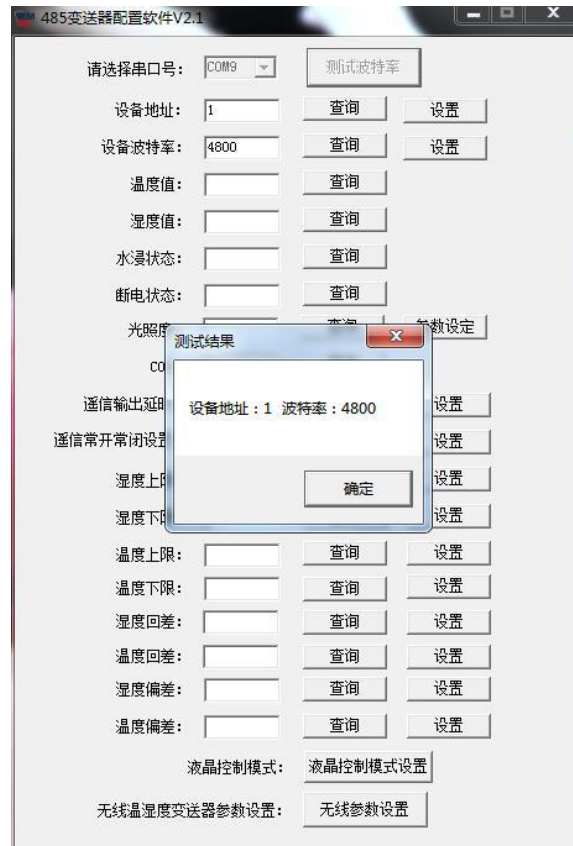 485变送器配置软件V2.1
请选择串口号： COM9 测试波特率
设备地址： 1 查询 设置
设备波特率： 4800 查询 设置
温度值： 查询
湿度值： 查询
水浸状态： 查询
断电状态： 查询
光照度 查询 参数设定
测试结果
CO
设备地址：1 波特率：4800
遥信输出延时 设置
遥信常开常闭设置 设置
湿度上限 设置
确定
湿度下限 设置
温度上限： 查询 设置
温度下限： 查询 设置
湿度回差： 查询 设置
温度回差： 查询 设置
湿度偏差： 查询 设置
温度偏差： 查询 设置
液晶控制模式： 液晶控制模式设置
无线温湿度变送器参数设置： 无线参数设置